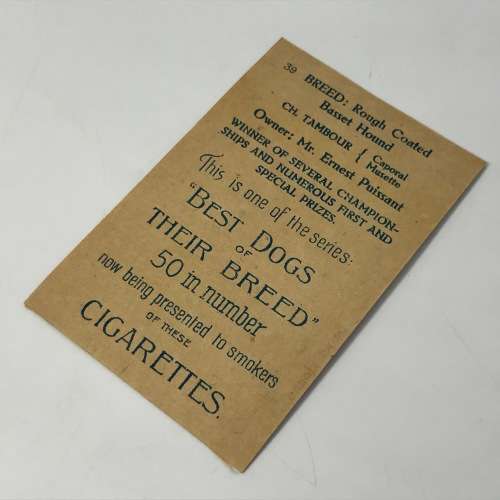 39 BREED: Rough Coated
Basset Hound
CH. TAMBOUR { Caporal
Musette
Owner: Mr. Ernest Puissant
WINNER OF SEVERAL CHAMPION-
SHIPS AND NUMEROUS FIRST AND
SPECIAL PRIZES.
This is one of the series:
"BEST DOGS
OF
THEIR BREED"
50 in number
now being presented to smokers
OF THESE
CIGARETTES.